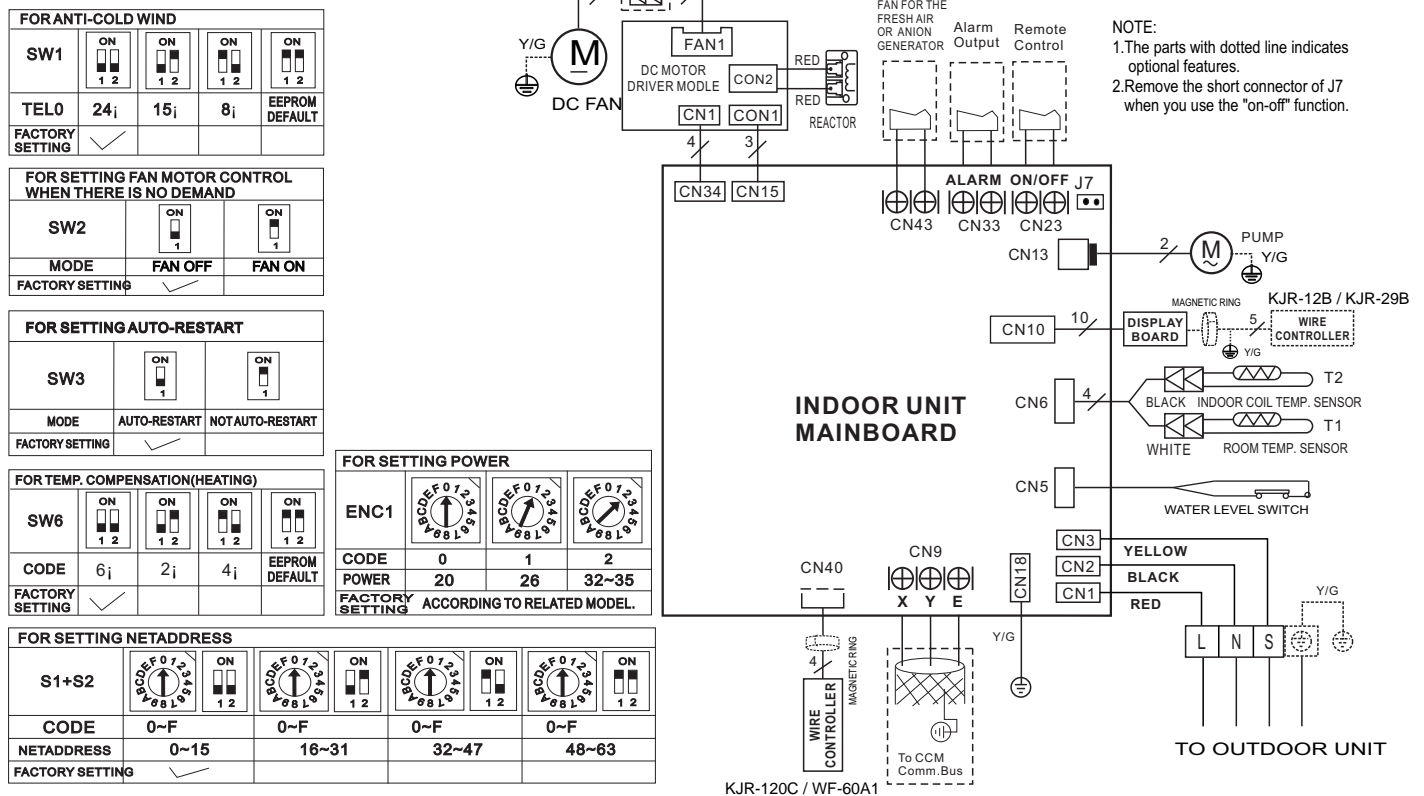 FOR ANTI-COLD WIND
SW1
ON
1 2
ON
1 2
ON
1 2
ON
1 2
TEL0 24¡ 15¡ 8¡ EEPROM
DEFAULT
FACTORY
SETTING
FOR SETTING FAN MOTOR CONTROL
WHEN THERE IS NO DEMAND
SW2
ON
1
ON
1
MODE FAN OFF FAN ON
FACTORY SETTING
FOR SETTING AUTO-RESTART
SW3
ON
1
ON
1
MODE AUTO-RESTART NOT AUTO-RESTART
FACTORY SETTING
FOR TEMP. COMPENSATION(HEATING)
SW6
ON
1 2
ON
1 2
ON
1 2
ON
1 2
CODE 6¡ 2¡ 4¡ EEPROM
DEFAULT
FACTORY
SETTING
FOR SETTING POWER
ENC1
0123456789ABCDEF
0123456789ABCDEF
0123456789ABCDEF
CODE 0 1 2
POWER 20 26 32~35
FACTORY
SETTING ACCORDING TO RELATED MODEL.
FOR SETTING NETADDRESS
S1+S2
0123456789ABCDEF
ON
1 2
0123456789ABCDEF
ON
1 2
0123456789ABCDEF
ON
1 2
0123456789ABCDEF
ON
1 2
CODE 0~F 0~F 0~F 0~F
NETADDRESS 0~15 16~31 32~47 48~63
FACTORY SETTING
Y/G
M
DC FAN
FAN1
DC MOTOR
DRIVER MODLE
CON2
CN1 CON1
RED
RED
REACTOR
4
3
FAN FOR THE
FRESH AIR
OR ANION
GENERATOR
Alarm
Output
Remote
Control
NOTE:
1.The parts with dotted line indicates
optional features.
2.Remove the short connector of J7
when you use the "on-off" function.
CN34 CN15
ALARM ON/OFF J7
CN43 CN33 CN23
CN13
2
M
~
PUMP
Y/G
CN10
10
DISPLAY
BOARD
MAGNETIC RING
Y/G
5
KJR-12B / KJR-29B
WIRE
CONTROLLER
INDOOR UNIT
MAINBOARD
CN6
4
T2
BLACK INDOOR COIL TEMP. SENSOR
T1
WHITE ROOM TEMP. SENSOR
CN5
WATER LEVEL SWITCH
CN3
YELLOW
CN2
BLACK
CN1
RED
CN40
CN9
X Y E
CN18
Y/G
4
MAGNETIC RING
WIRE
CONTROLLER
KJR-120C / WF-60A1
To CCM
Comm.Bus
L N S
Y/G
TO OUTDOOR UNIT